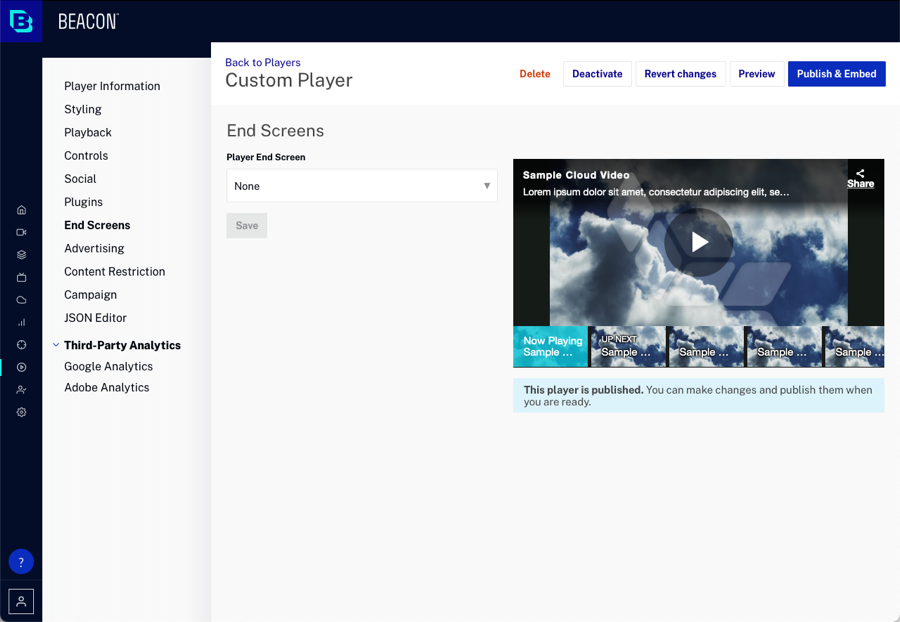 BEACON
Player Information
Styling
Playback
Controls
Social
Plugins
End Screens
Advertising
Content Restriction
Campaign
JSON Editor
Third-Party Analytics
Google Analytics
Adobe Analytics
?
Back to Players
Custom Player
Delete
Deactivate
Revert changes
Preview
Publish & Embed
End Screens
Player End Screen
None
Save
Sample Cloud Video
Lorem ipsum dolor sit amet, consectetur adipiscing elit, se...
Share
Now Playing
Sample ...
UP NEXT
Sample ...
Sample ...
Sample ...
Sample ...
This player is published. You can make changes and publish them when
you are ready.